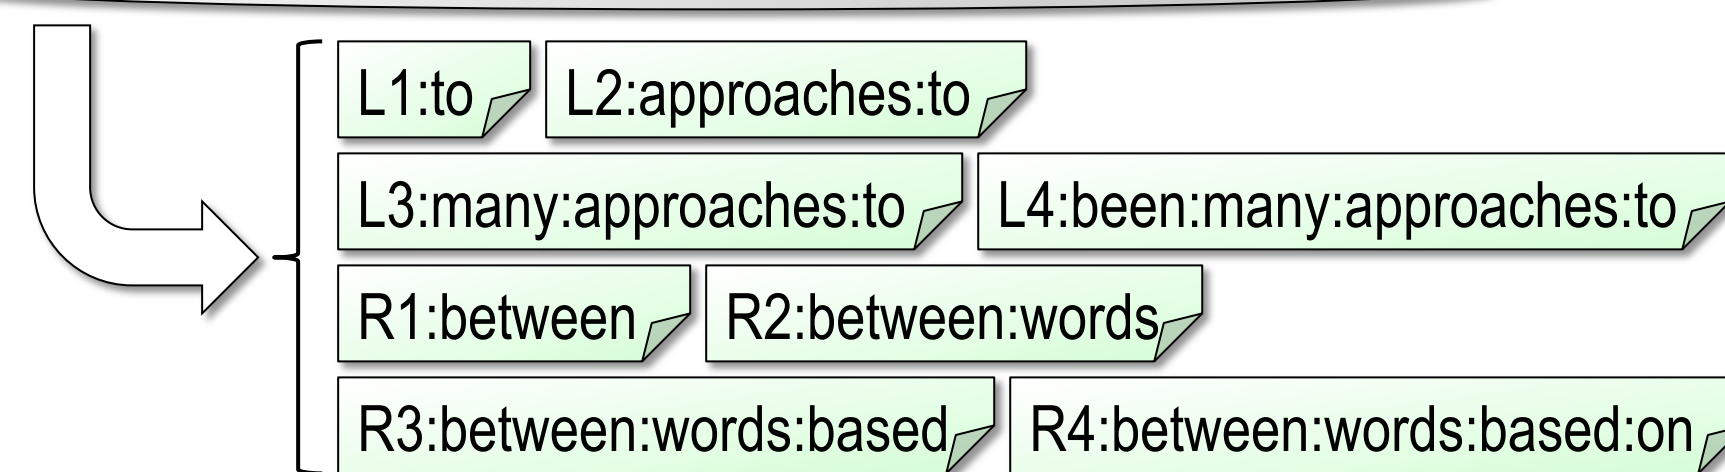 L1:to L2:approaches:to
L3:many:approaches:to L4:been:many:approaches:to
R1:between R2:between:words
R3:between:words:based R4:between:words:based:on